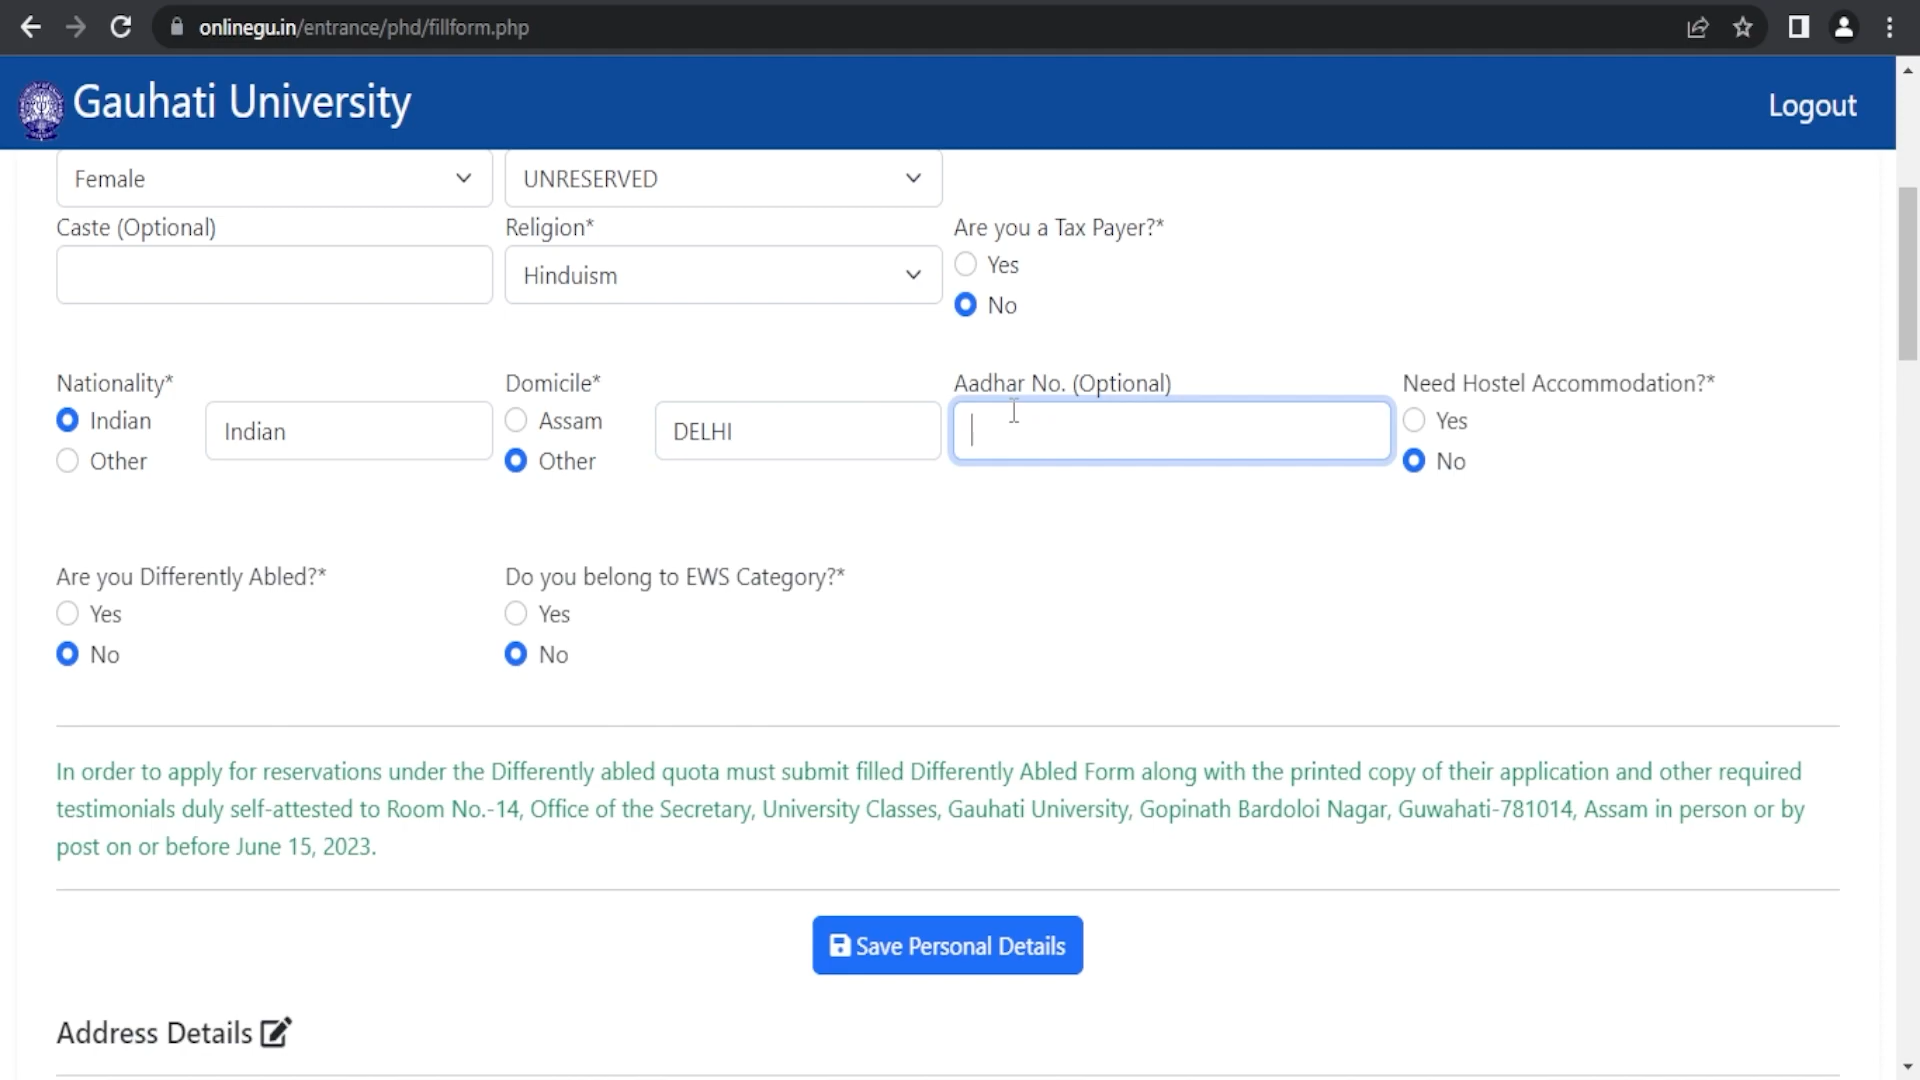 onlinegu.in/entrance/phd/fillform.php
Gauhati University
Logout
Female
UNRESERVED
Caste (Optional)
Religion*
Are you a Tax Payer?*
Hinduism
Yes
No
Nationality*
Domicile*
Aadhar No. (Optional)
Need Hostel Accommodation?*
Indian
Indian
Other
Assam
DELHI
Other
Yes
No
Are you Differently Abled?*
Do you belong to EWS Category?*
Yes
Yes
No
No
In order to apply for reservations under the Differently abled quota must submit filled Differently Abled Form along with the printed copy of their application and other required
testimonials duly self-attested to Room No.-14, Office of the Secretary, University Classes, Gauhati University, Gopinath Bardoloi Nagar, Guwahati-781014, Assam in person or by
post on or before June 15, 2023.
Save Personal Details
Address Details